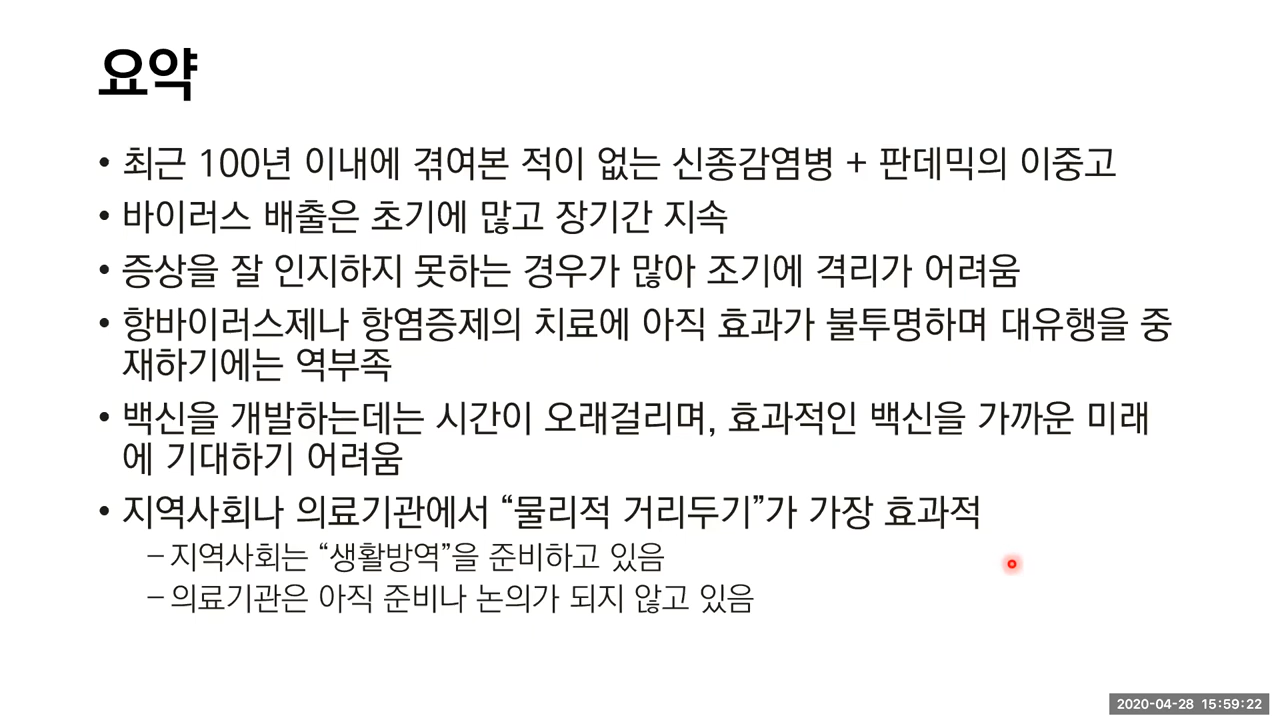 요약
• 최근 100년 이내에 겪여본 적이 없는 신종감염병 + 판데믹의 이중고
• 바이러스 배출은 초기에 많고 장기간 지속
• 증상을 잘 인지하지 못하는 경우가 많아 조기에 격리가 어려움
• 항바이러스제나 항염증제의 치료에 아직 효과가 불투명하며 대유행을 중
재하기에는 역부족
• 백신을 개발하는데는 시간이 오래걸리며, 효과적인 백신을 가까운 미래
에 기대하기 어려움
• 지역사회나 의료기관에서 “물리적 거리두기”가 가장 효과적
– 지역사회는 “생활방역”을 준비하고 있음
– 의료기관은 아직 준비나 논의가 되지 않고 있음
2020-04-28 15:59:22